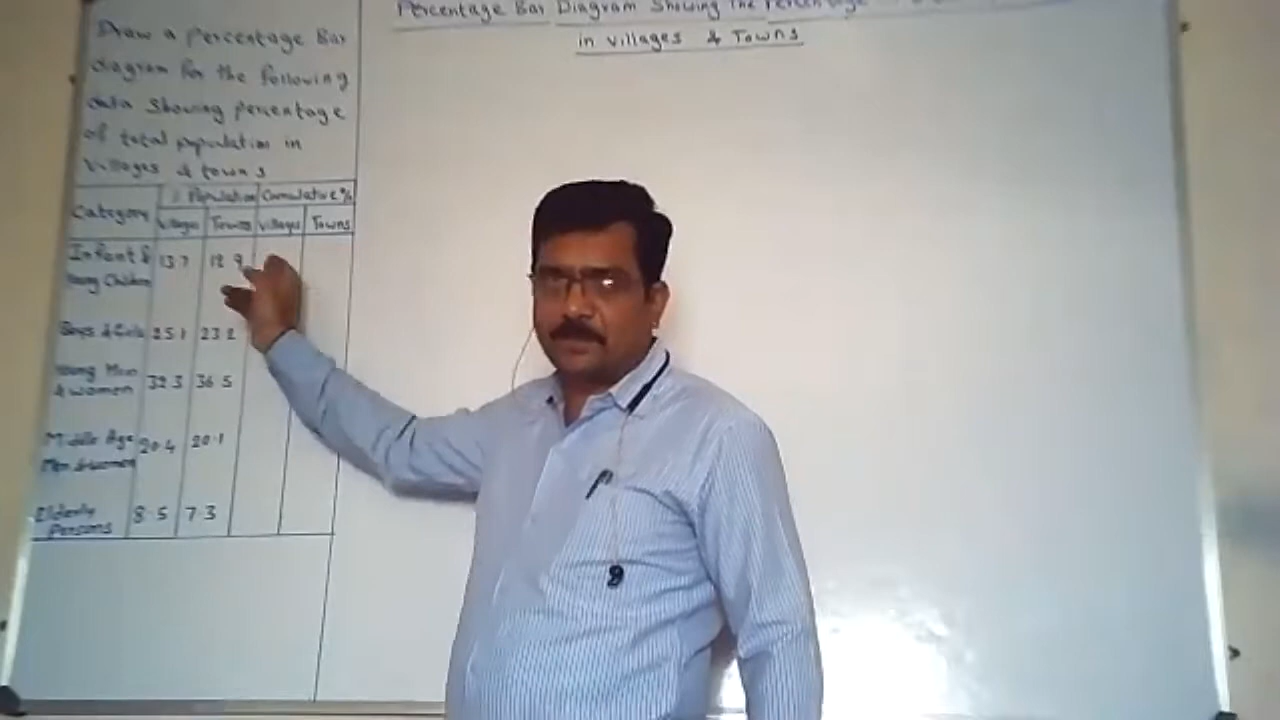 Draw a Percentage Bar
diagram for the following
data showing percentage
of total population in
Villages & towns
Category % Population Cumulative %
Villages Towns Villages Towns
Infant & 13.7 12.9
Young Children
Boys & Girls 25.1 23.2
Young Men 32.3 36.5
& women
Middle Age 20.4 20.1
Men & women
Elderly 8.5 7.3
Persons
Percentage Bar Diagram Showing The Percentage
in villages & Towns